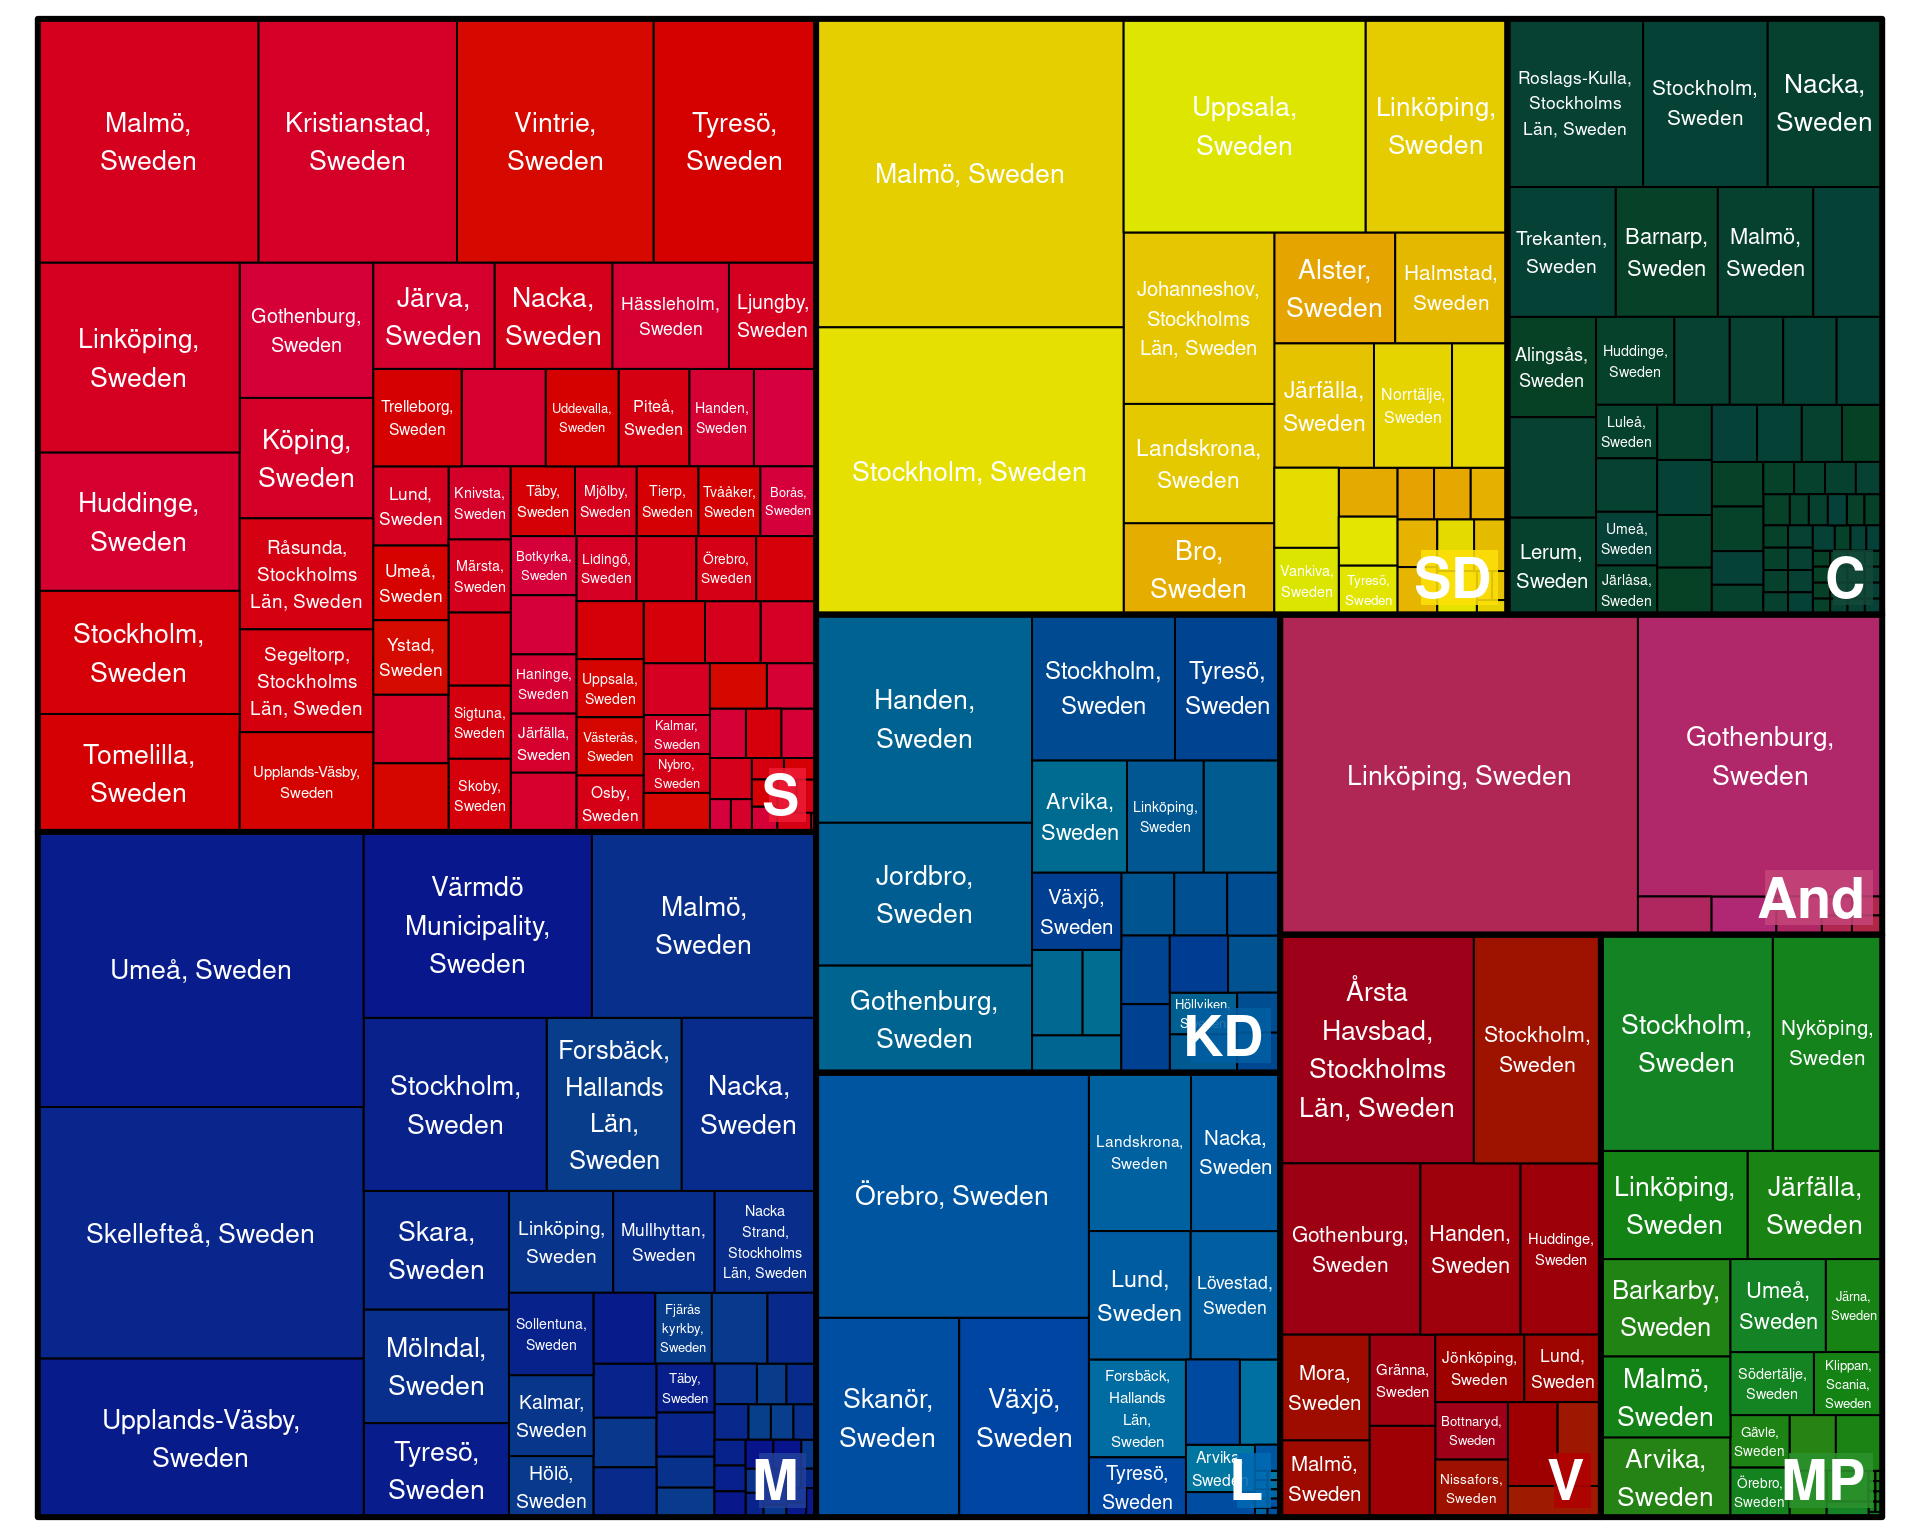 Malmö,
Sweden
Kristianstad,
Sweden
Vintrie,
Sweden
Tyresö,
Sweden
Linköping,
Sweden
Gothenburg,
Sweden
Järva,
Sweden
Nacka,
Sweden
Hässleholm,
Sweden
Ljungby,
Sweden
Trelleborg,
Sweden
Uddevalla,
Sweden
Piteå,
Sweden
Handen,
Sweden
Köping,
Sweden
Huddinge,
Sweden
Lund,
Sweden
Knivsta,
Sweden
Täby,
Sweden
Mjölby,
Sweden
Tierp,
Sweden
Tvååker,
Sweden
Borås,
Sweden
Råsunda,
Stockholms
Län, Sweden
Umeå,
Sweden
Märsta,
Sweden
Botkyrka,
Sweden
Lidingö,
Sweden
Örebro,
Sweden
Stockholm,
Sweden
Segeltorp,
Stockholms
Län, Sweden
Ystad,
Sweden
Haninge,
Sweden
Uppsala,
Sweden
Sigtuna,
Sweden
Järfälla,
Sweden
Västerås,
Sweden
Kalmar,
Sweden
Nybro,
Sweden
Tomelilla,
Sweden
Upplands-Väsby,
Sweden
Skoby,
Sweden
Osby,
Sweden
S
Malmö, Sweden
Uppsala,
Sweden
Linköping,
Sweden
Stockholm, Sweden
Johanneshov,
Stockholms
Län, Sweden
Alster,
Sweden
Halmstad,
Sweden
Järfälla,
Sweden
Norrtälje,
Sweden
Landskrona,
Sweden
Bro,
Sweden
Vankiva,
Sweden
Tyresö,
Sweden
SD
Roslags-Kulla,
Stockholms
Län, Sweden
Stockholm,
Sweden
Nacka,
Sweden
Trekanten,
Sweden
Barnarp,
Sweden
Malmö,
Sweden
Alingsås,
Sweden
Huddinge,
Sweden
Luleå,
Sweden
Lerum,
Sweden
Umeå,
Sweden
Järlåsa,
Sweden
C
Umeå, Sweden
Värmdö
Municipality,
Sweden
Malmö,
Sweden
Stockholm,
Sweden
Forsbäck,
Hallands
Län,
Sweden
Nacka,
Sweden
Skellefteå, Sweden
Skara,
Sweden
Linköping,
Sweden
Mullhyttan,
Sweden
Nacka
Strand,
Stockholms
Län, Sweden
Mölndal,
Sweden
Sollentuna,
Sweden
Fjärås
kyrkby,
Sweden
Kalmar,
Sweden
Täby,
Sweden
Upplands-Väsby,
Sweden
Tyresö,
Sweden
Hölö,
Sweden
M
Handen,
Sweden
Stockholm,
Sweden
Tyresö,
Sweden
Arvika,
Sweden
Linköping,
Sweden
Jordbro,
Sweden
Växjö,
Sweden
Gothenburg,
Sweden
Höllviken,
KD
Örebro, Sweden
Landskrona,
Sweden
Nacka,
Sweden
Lund,
Sweden
Lövestad,
Sweden
Skanör,
Sweden
Växjö,
Sweden
Forsbäck,
Hallands
Län,
Sweden
Arvika,
Sweden
Tyresö,
Sweden
L
Linköping, Sweden
Gothenburg,
Sweden
And
Årsta
Havsbad,
Stockholms
Län, Sweden
Stockholm,
Sweden
Gothenburg,
Sweden
Handen,
Sweden
Huddinge,
Sweden
Mora,
Sweden
Gränna,
Sweden
Jönköping,
Sweden
Lund,
Sweden
Bottnaryd,
Sweden
Malmö,
Sweden
Nissafors,
Sweden
V
Stockholm,
Sweden
Nyköping,
Sweden
Linköping,
Sweden
Järfälla,
Sweden
Barkarby,
Sweden
Umeå,
Sweden
Järna,
Sweden
Malmö,
Sweden
Södertälje,
Sweden
Klippan,
Scania,
Sweden
Gävle,
Sweden
Arvika,
Sweden
Örebro,
Sweden
MP